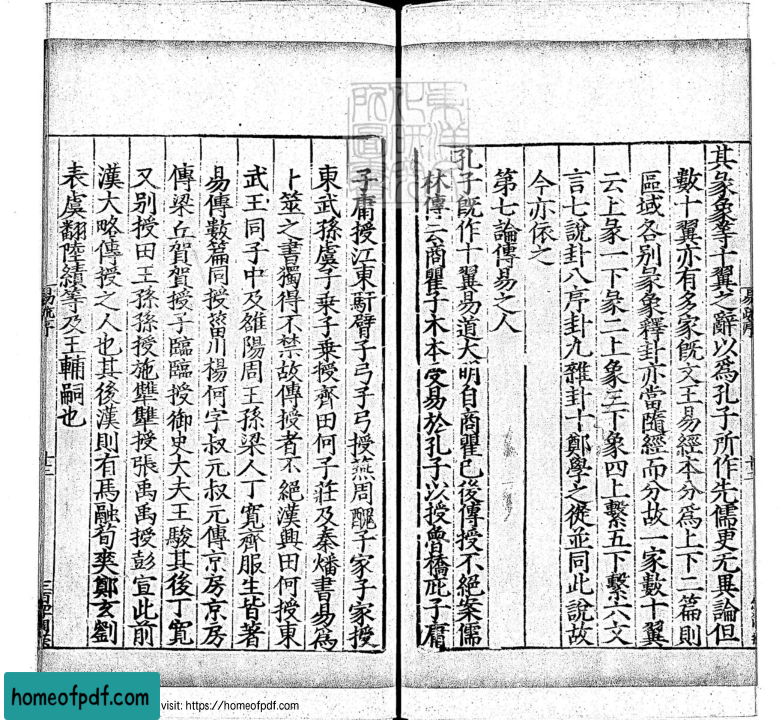 其彖象等十翼之辭以為孔子所作先儒更无異論但
數十翼亦有多家旣文王易經本分爲上下二篇則
區域各别彖象釋卦亦當隨經而分故一家數十翼
云上彖一下彖二上象三下象四上繫五下繫六文
言七說卦八序卦九雜卦十鄭學之徒並同此說故
今亦依之
第七論傳易之人
孔子旣作十翼易道大明自商瞿已後傳授不絕案儒
林傳云商瞿子木本受易於孔子以授魯橋庇子庸
子庸授江東馯臂子弓子弓授燕周醜子家子家授
東武孫虞子乗子乗授齊田何子莊及秦燔書易爲
卜筮之書獨得不禁故傳授者不絕漢興田何授東
武王同子中及雒陽周王孫梁人丁寬齊服生皆著
易傳數篇同授菑川楊何字叔元叔元傳京房京房
傳梁丘賀賀授子臨臨授御史大夫王駿其後丁寬
又别授田王孫孫授施犨犨授張禹禹授彭宣此前
漢大略傳授之人也其後漢則有馬融荀爽鄭玄劉
表虞翻陸績等及王輔嗣也
易疏序
十二
易疏序
十三
homeofpdf.com
visit: https://homeofpdf.com